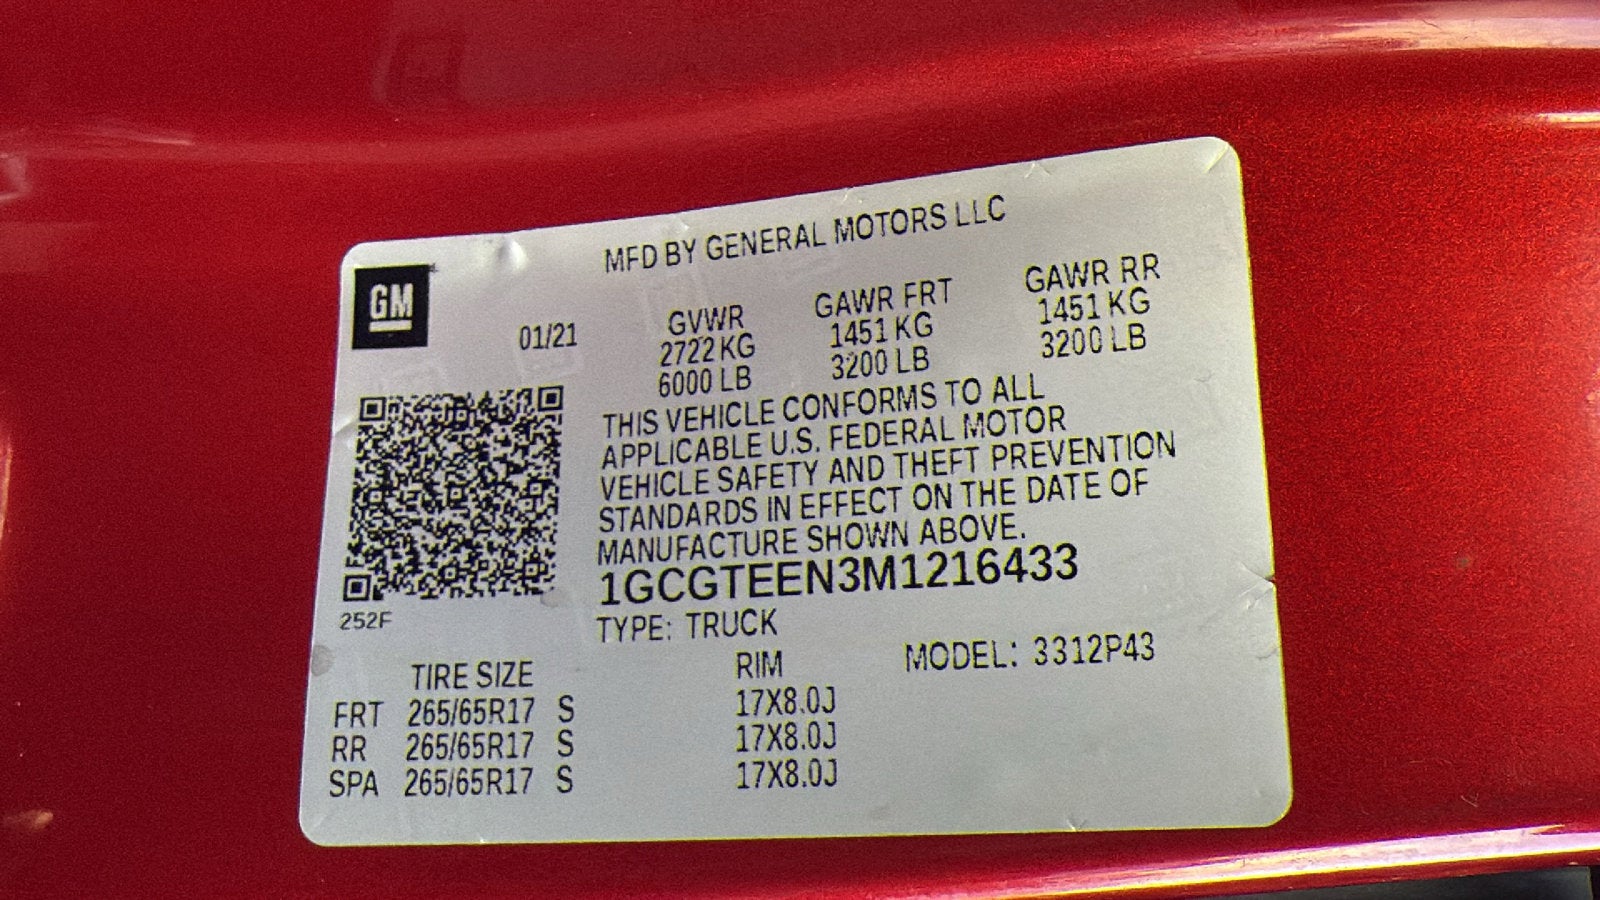 MFD BY GENERAL MOTORS LLC
GM
01/21
GVWR GAWR FRT GAWR RR
2722 KG 1451 KG 1451 KG
6000 LB 3200 LB 3200 LB
THIS VEHICLE CONFORMS TO ALL
APPLICABLE U.S. FEDERAL MOTOR
VEHICLE SAFETY AND THEFT PREVENTION
STANDARDS IN EFFECT ON THE DATE OF
MANUFACTURE SHOWN ABOVE.
1GCGTEEN3M1216433
252F
TYPE: TRUCK
TIRE SIZE RIM MODEL: 3312P43
FRT 265/65R17 S 17X8.0J
RR 265/65R17 S 17X8.0J
SPA 265/65R17 S 17X8.0J